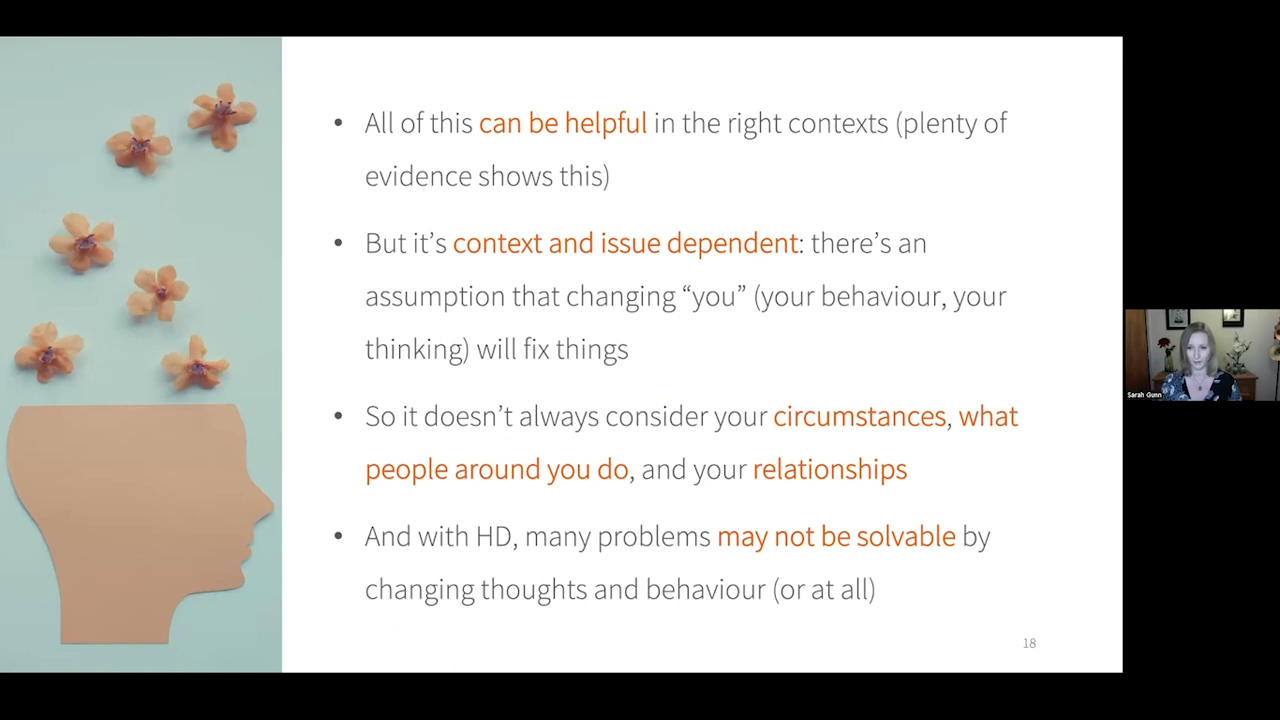 • All of this can be helpful in the right contexts (plenty of
evidence shows this)
• But it’s context and issue dependent: there’s an
assumption that changing “you” (your behaviour, your
thinking) will fix things
• So it doesn’t always consider your circumstances, what
people around you do, and your relationships
• And with HD, many problems may not be solvable by
changing thoughts and behaviour (or at all)
18
Sarah Gunn